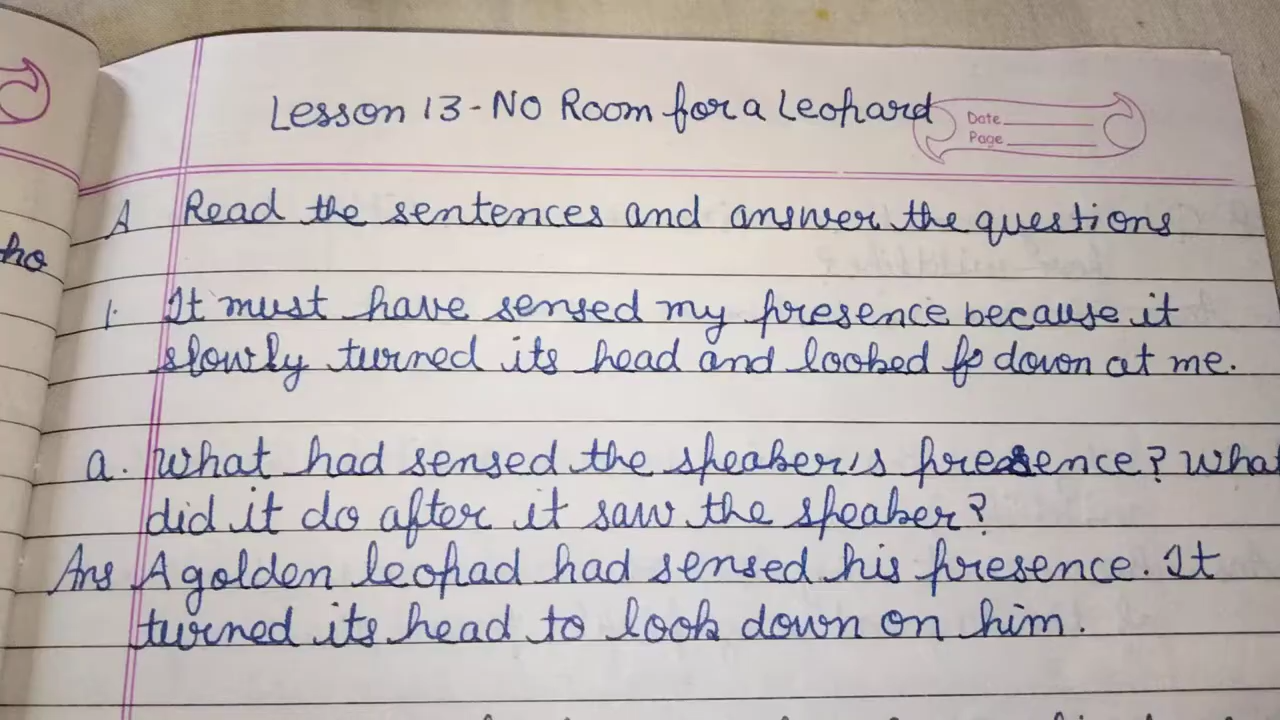 Lesson 13-No Room for a Leopard
Date
Page
A Read the sentences and answer the questions
ho
1. It must have sensed my presence because it
slowly turned its head and looked down at me.
a. What had sensed the speaker's presence? What
did it do after it saw the speaker?
Ans A golden leopad had sensed his presence. It
turned its head to look down on him.